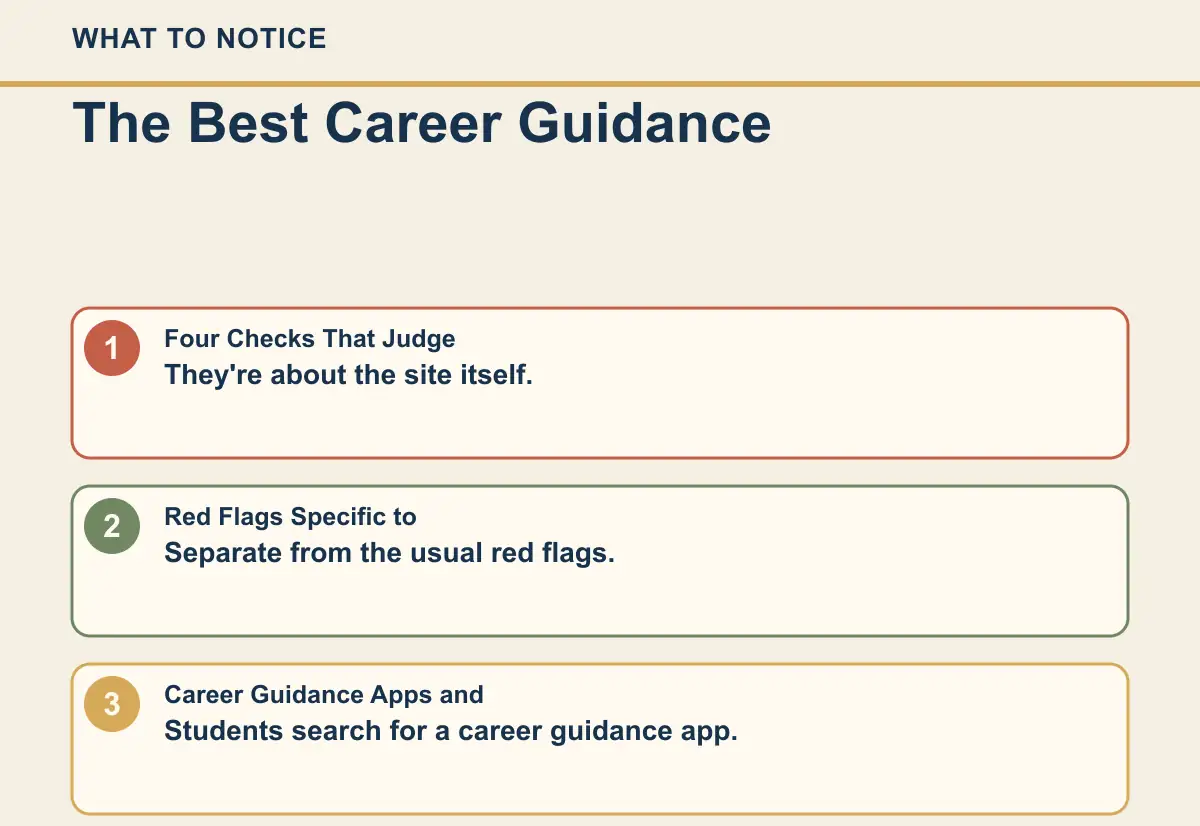 WHAT TO NOTICE
The Best Career Guidance
1
Four Checks That Judge
They're about the site itself.
2
Red Flags Specific to
Separate from the usual red flags.
3
Career Guidance Apps and
Students search for a career guidance app.